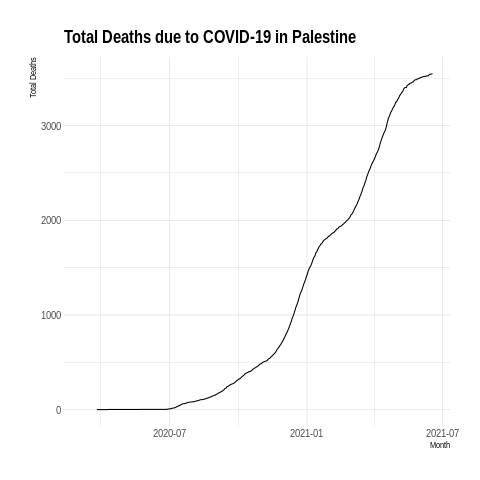 Total Deaths due to COVID-19 in Palestine
Total Deaths
3000
2000
1000
0
2020-07 2021-01 2021-07
Month